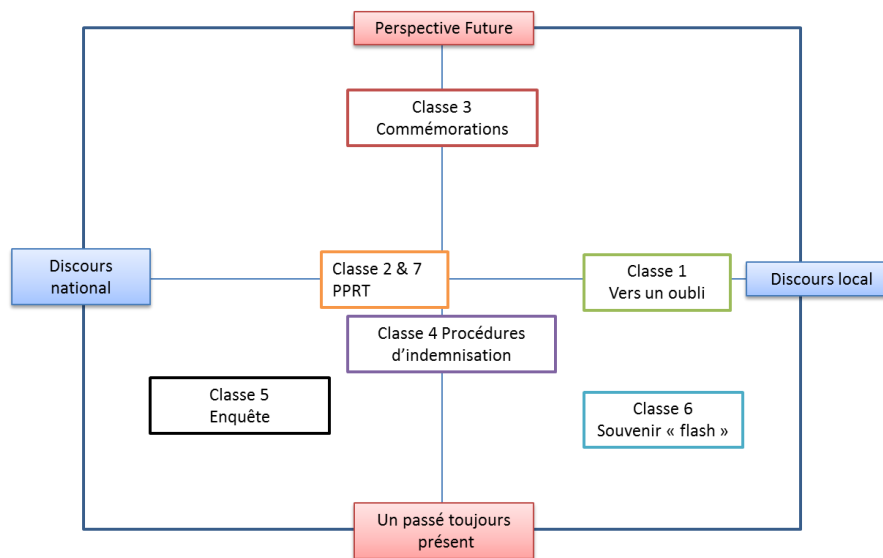 Perspective Future
Classe 3
Commémorations
Discours
national
Classe 2 & 7
PPRT
Classe 1
Vers un oubli
Discours local
Classe 4 Procédures
d'indemnisation
Classe 5
Enquête
Classe 6
Souvenir « flash »
Un passé toujours
présent